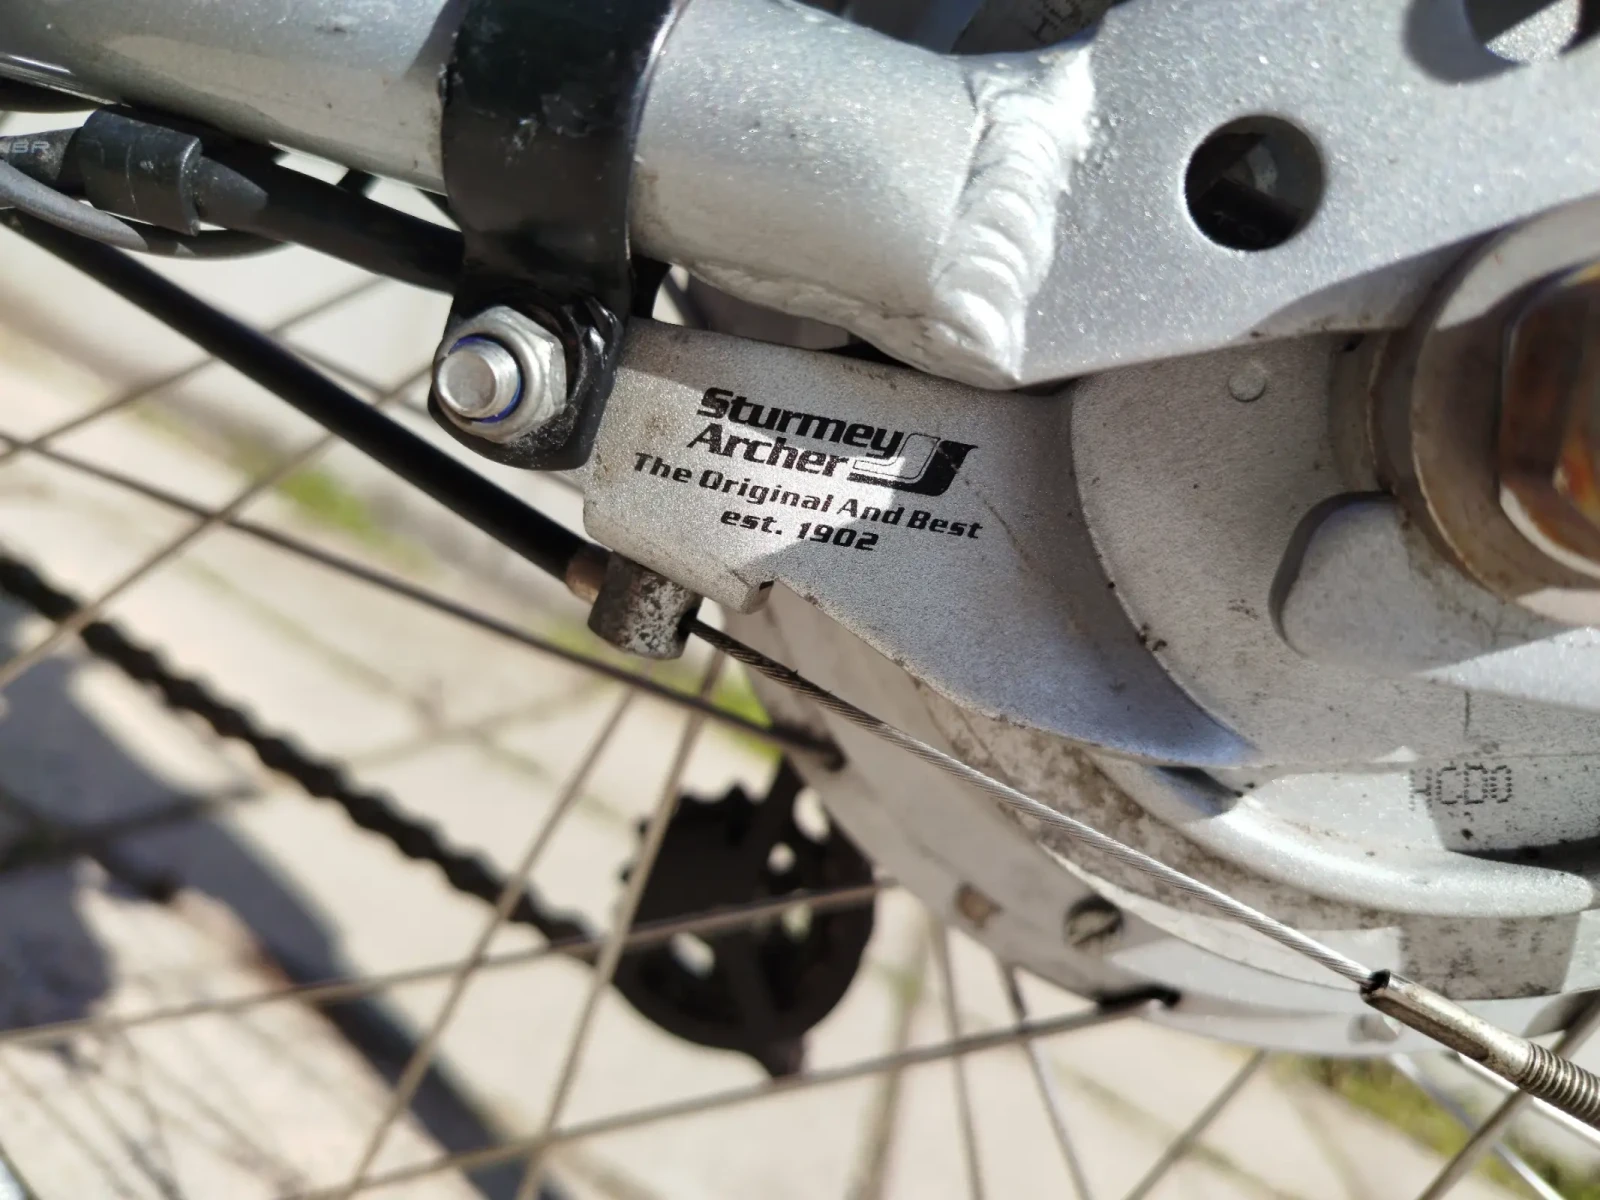 Sturmey
Archer
The Original And Best
est. 1902